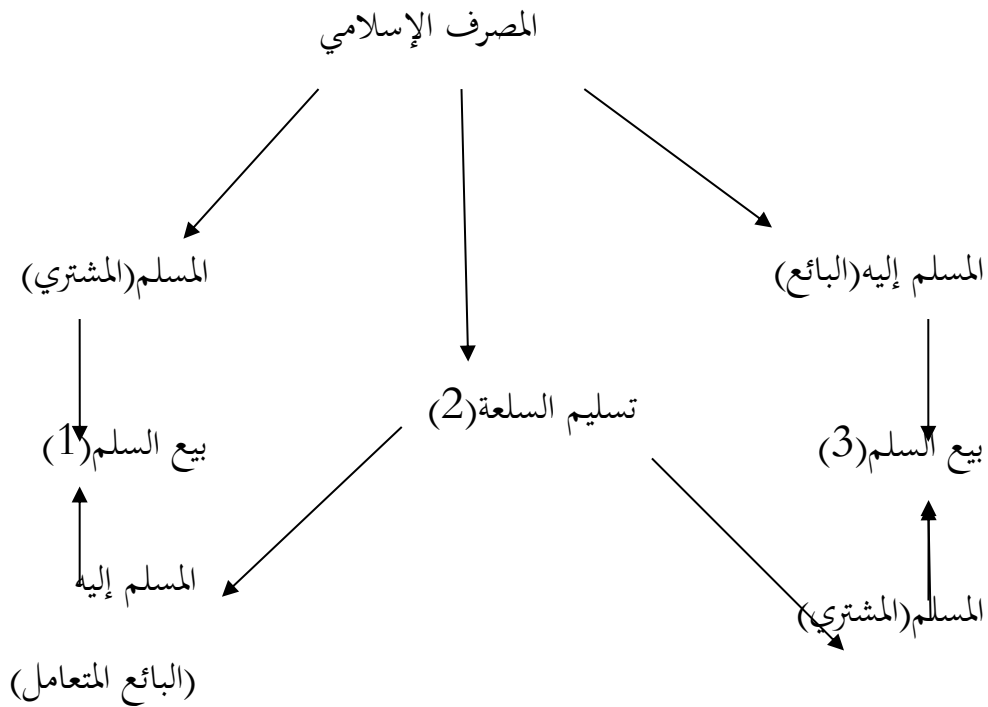 المصرف الإسلامي
المسلم إليه(البائع)
المسلم(المشتري)
تسليم السلعة(2)
بيع السلم(3)
بيع السلم(1)
المسلم(المشتري)
المسلم إليه
(البائع المتعامل)